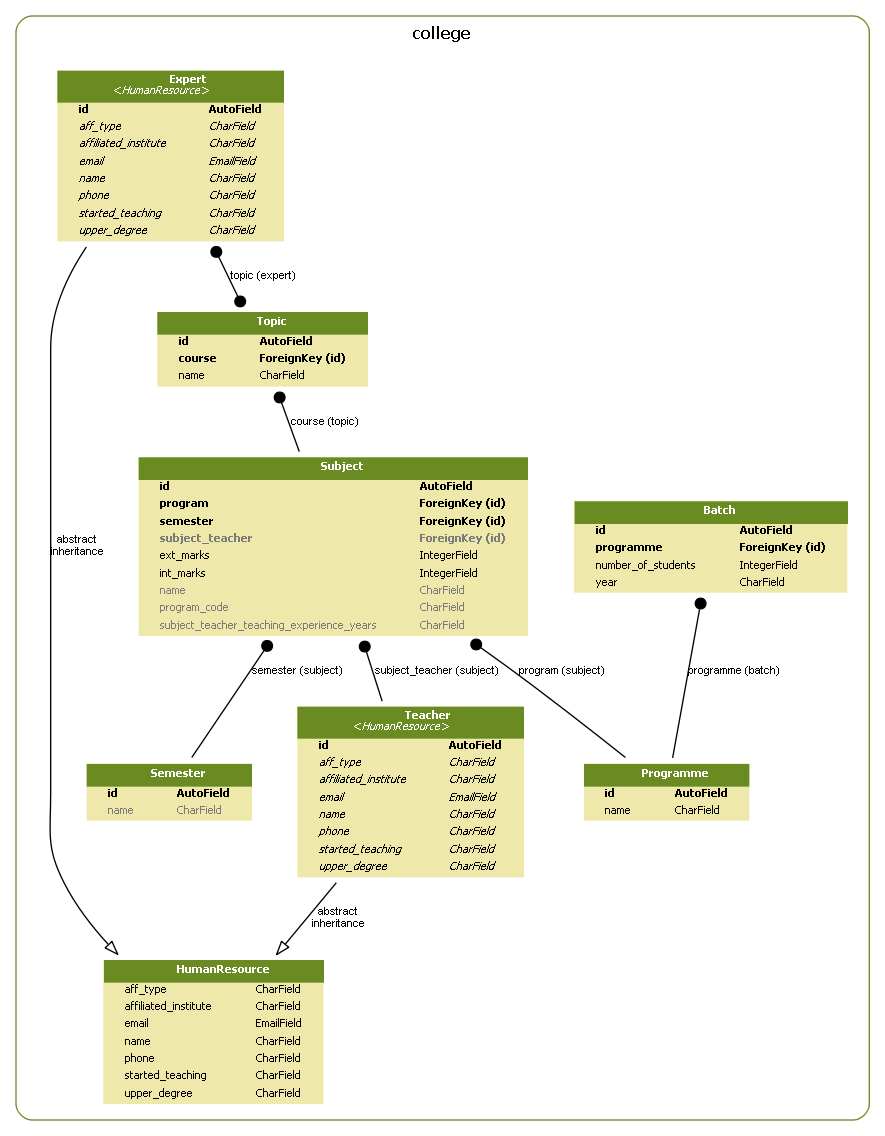 college
Expert
<HumanResource>
id AutoField
aff_type CharField
affiliated_institute CharField
email EmailField
name CharField
phone CharField
started_teaching CharField
upper_degree CharField
topic (expert)
Topic
id AutoField
course ForeignKey (id)
name CharField
course (topic)
Subject
id AutoField
program ForeignKey (id)
semester ForeignKey (id)
subject_teacher ForeignKey (id)
ext_marks IntegerField
int_marks IntegerField
name CharField
program_code CharField
subject_teacher_teaching_experience_years CharField
Batch
id AutoField
programme ForeignKey (id)
number_of_students IntegerField
year CharField
abstract
inheritance
semester (subject)
subject_teacher (subject)
program (subject)
programme (batch)
Teacher
<HumanResource>
id AutoField
aff_type CharField
affiliated_institute CharField
email EmailField
name CharField
phone CharField
started_teaching CharField
upper_degree CharField
Semester
id AutoField
name CharField
Programme
id AutoField
name CharField
abstract
inheritance
HumanResource
aff_type CharField
affiliated_institute CharField
email EmailField
name CharField
phone CharField
started_teaching CharField
upper_degree CharField